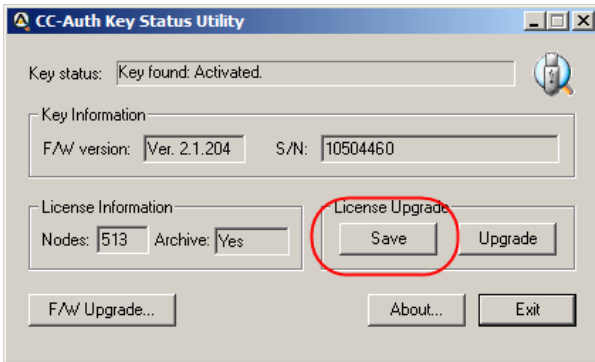 CC-Auth Key Status Utility
Key status: Key found: Activated.
Key Information
F/W version: Ver. 2.1.204 S/N: 10504460
License Information License Upgrade
Nodes: 513 Archive: Yes Save Upgrade
F/W Upgrade... About... Exit